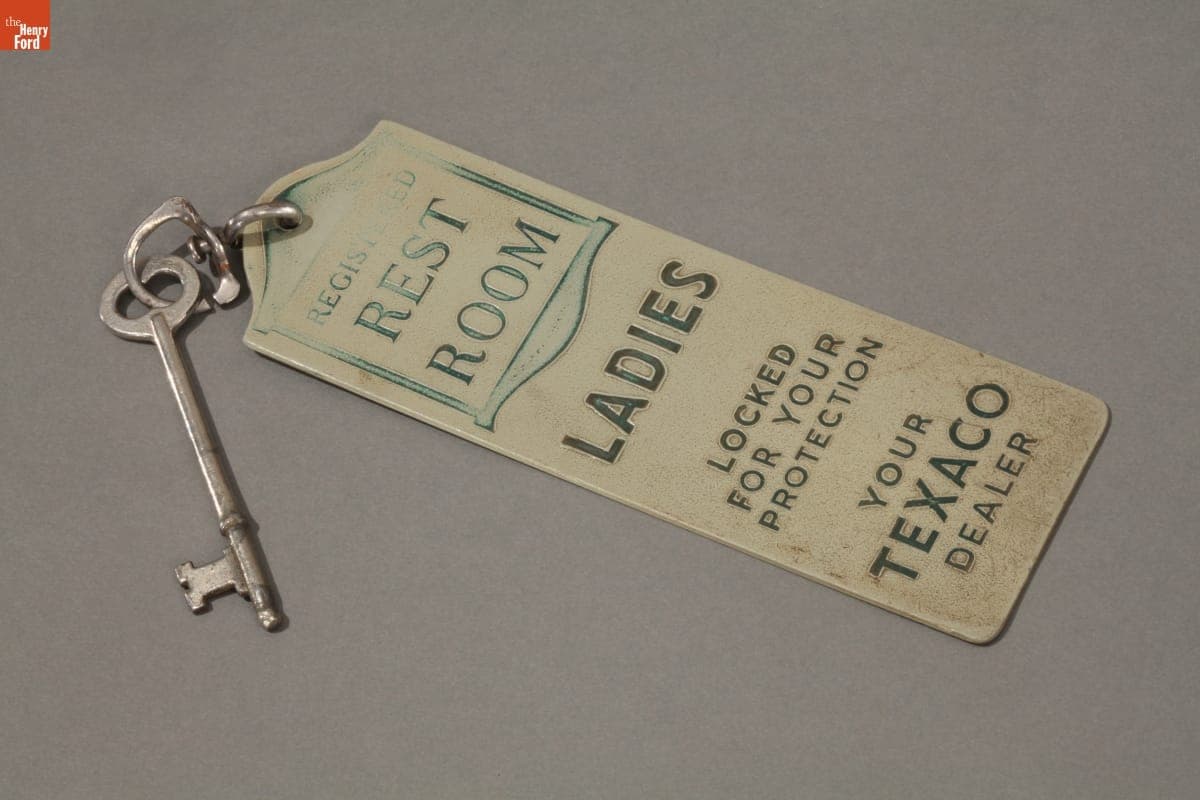 the
Henry
Ford
REGISTERED
REST
ROOM
LADIES
LOCKED
FOR YOUR
PROTECTION
YOUR
TEXACO
DEALER